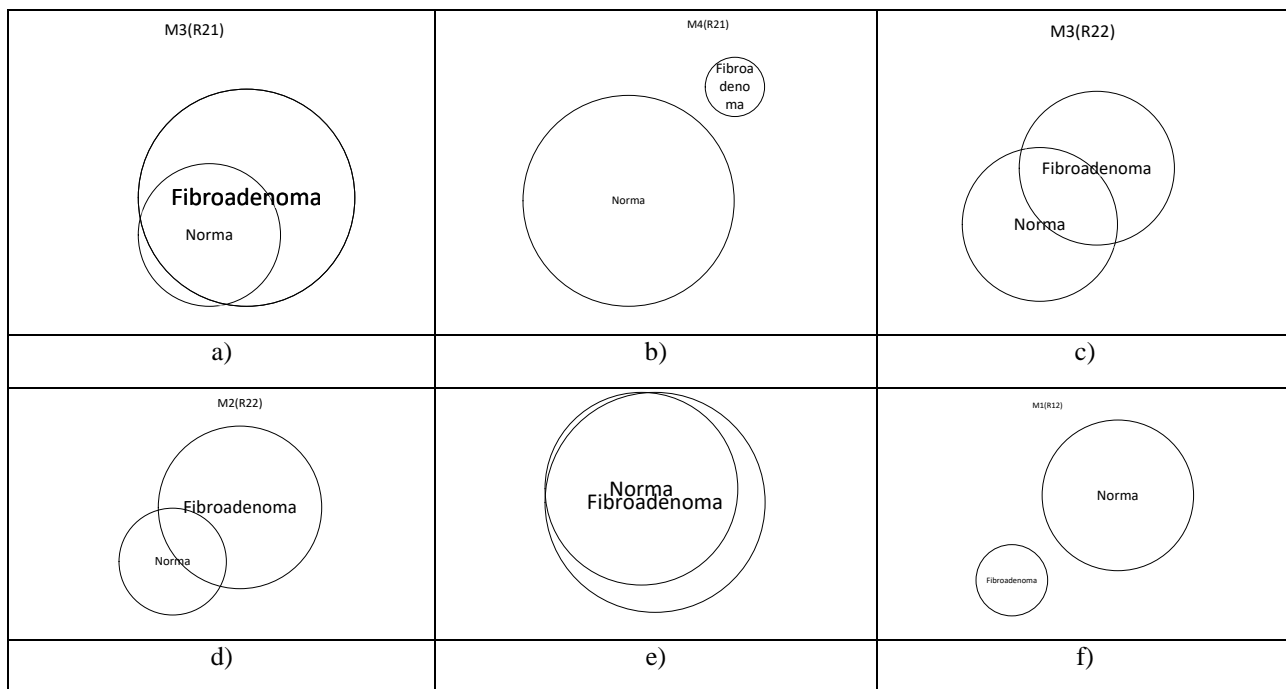 M3(R21)
Fibroadenoma
Norma
a)
M4(R21)
Fibroa
deno
ma
Norma
b)
M3(R22)
Fibroadenoma
Norma
c)
M2(R22)
Fibroadenoma
Norma
d)
Norma
Fibroadenoma
e)
M1(R12)
Norma
Fibroadenoma
f)